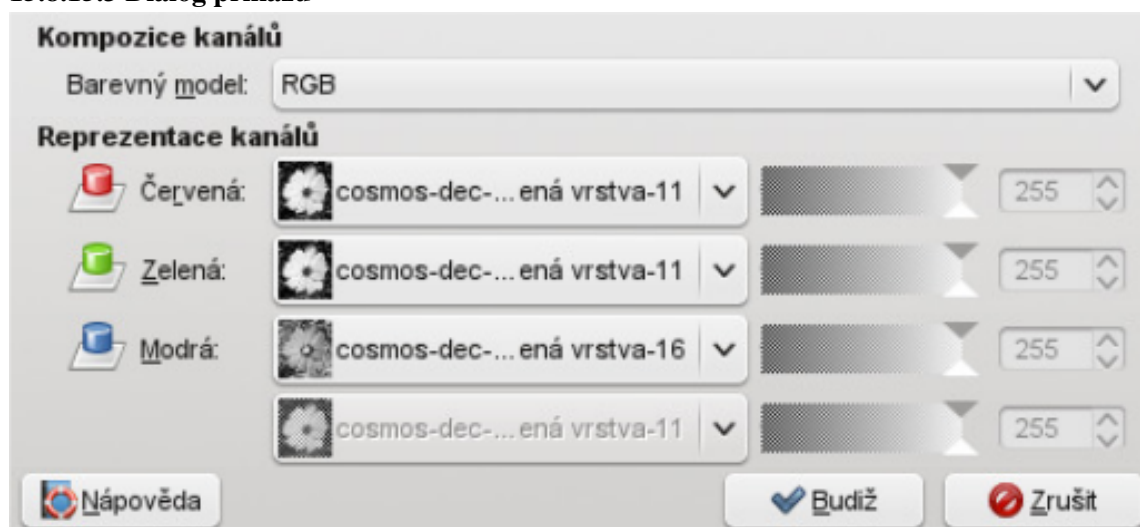 Kompozice kanálů
Barevný model: RGB
Reprezentace kanálů
Červená: cosmos-dec-...ená vrstva-11 255
Zelená: cosmos-dec-...ená vrstva-11 255
Modrá: cosmos-dec-...ená vrstva-16 255
cosmos-dec-...ená vrstva-11 255
Nápověda Budiž Zrušit